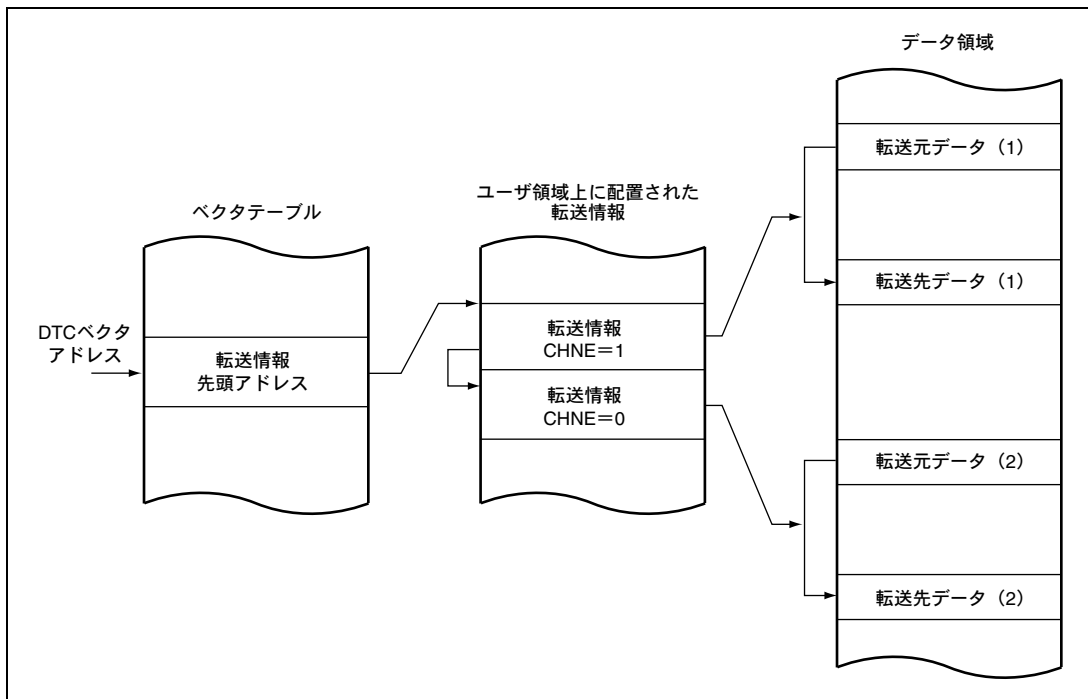 データ領域
転送元データ（1）
ユーザ領域上に配置された
転送情報
ベクタテーブル
転送先データ（1）
DTCベクタ
アドレス
転送情報
先頭アドレス
転送情報
CHNE＝1
転送情報
CHNE＝0
転送元データ（2）
転送先データ（2）